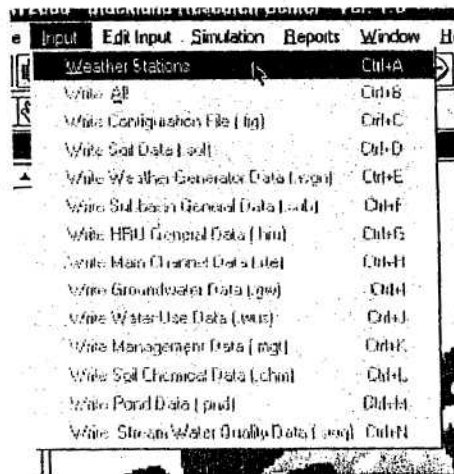 Input Edit Input Simulation Reports Window
Weather Stations Ctrl+A
Write All Ctrl+B
Write Configuration File (.fig) Ctrl+C
Write Soil Data (.sol) Ctrl+D
Write Weather Generator Data (.wgn) Ctrl+E
Write Subbasin General Data (.sub) Ctrl+F
Write HRU General Data (.hru) Ctrl+G
Write Main Channel Data (.rte) Ctrl+H
Write Groundwater Data (.gw) Ctrl+I
Write Water Use Data (.wus) Ctrl+J
Write Management Data (.mgt) Ctrl+K
Write Soil Chemical Data (.chm) Ctrl+L
Write Pond Data (.pnd) Ctrl+M
Write Stream Water Quality Data (.swq) Ctrl+N